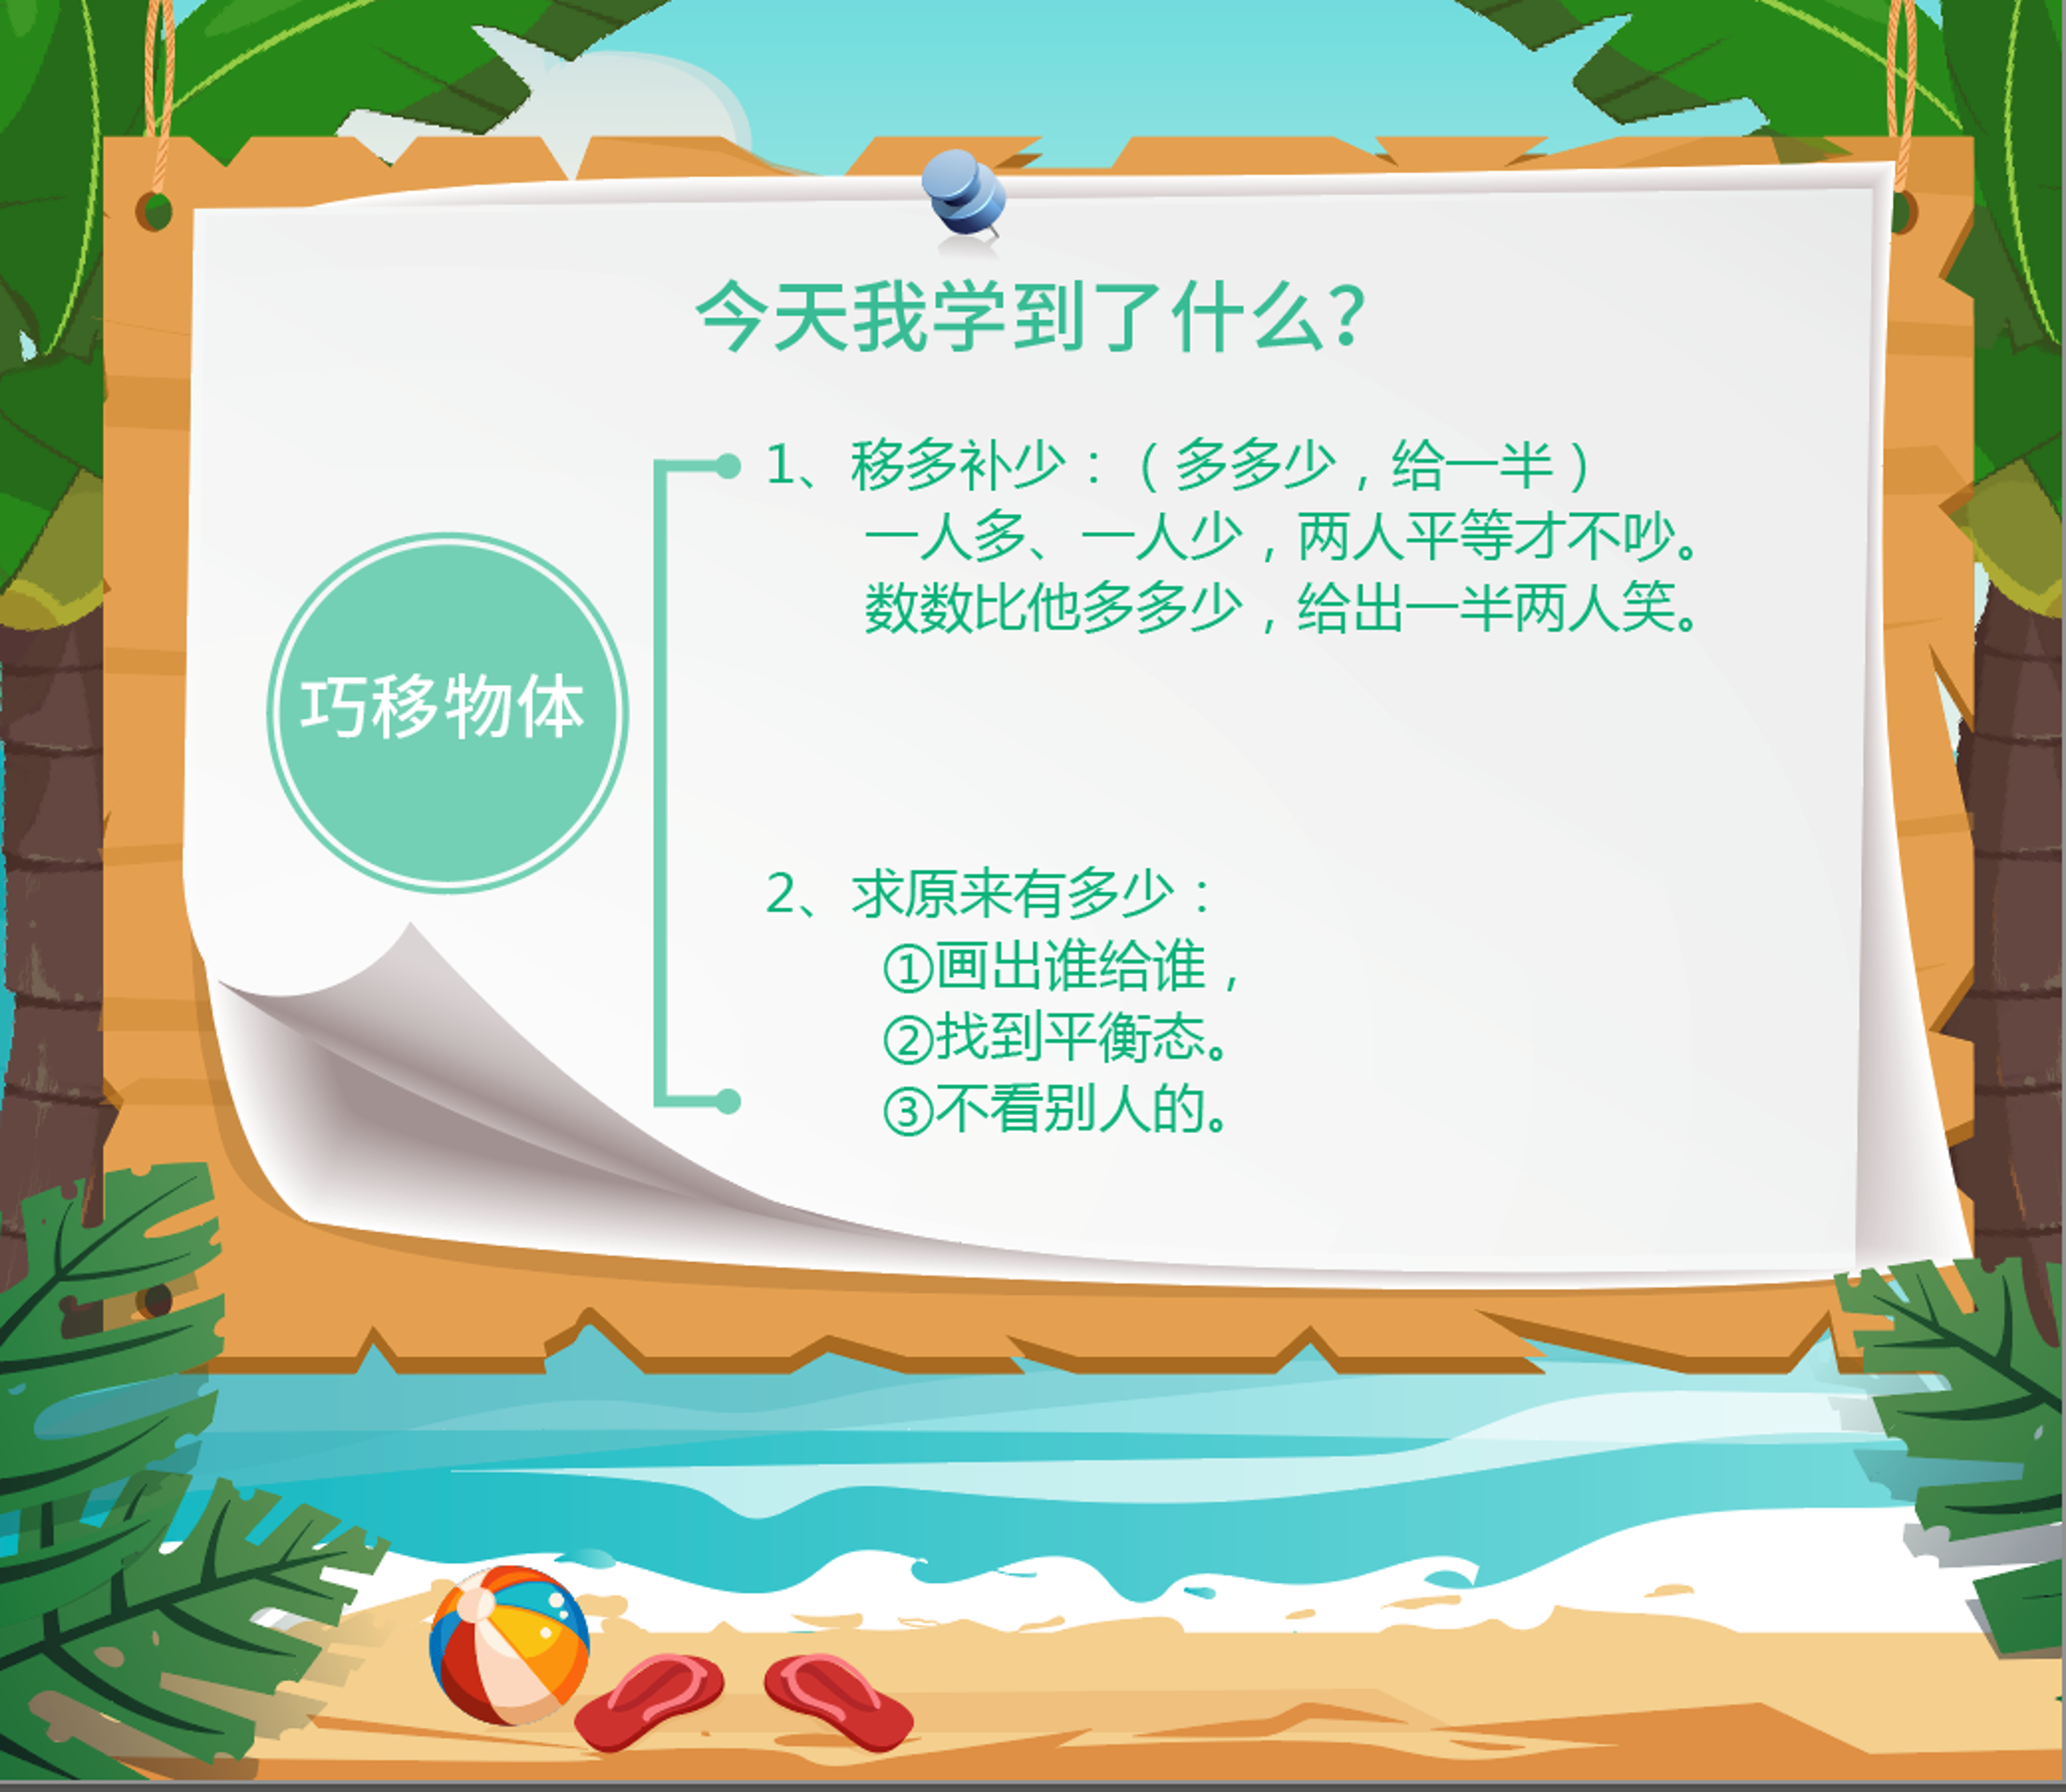 今天我学到了什么？
巧移物体
1、移多补少：（多多少，给一半）
一人多、一人少，两人平等才不吵。
数数比他多多少，给出一半两人笑。
2、求原来有多少：
①画出谁给谁，
②找到平衡态。
③不看别人的。